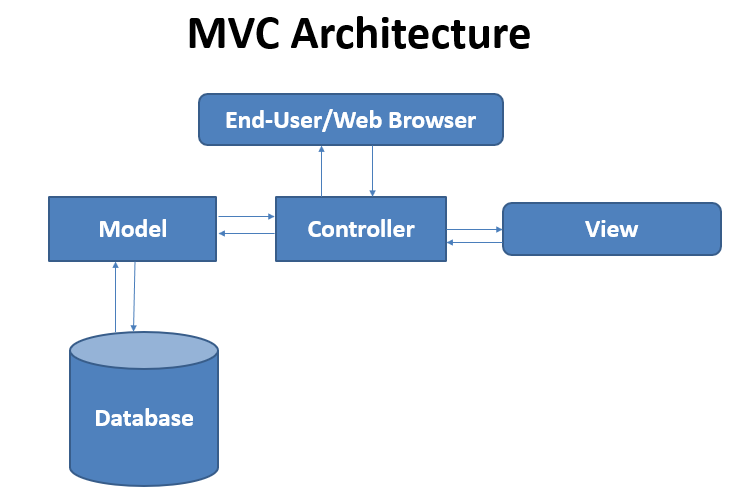 MVC Architecture
End-User/Web Browser
Model
Controller
View
Database